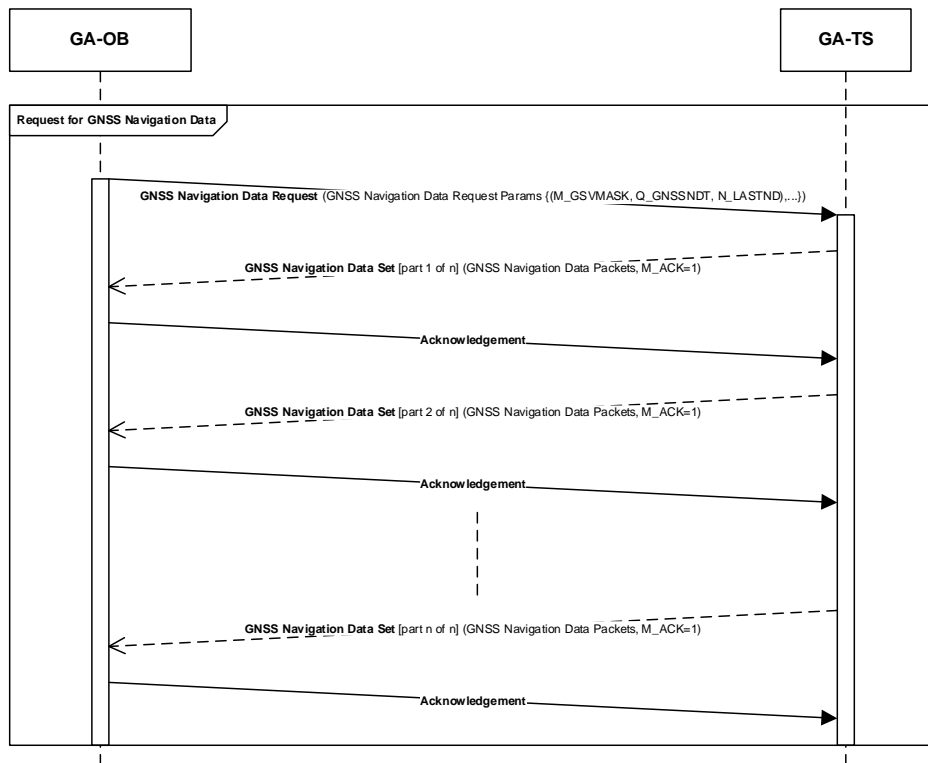 GA-OB
GA-TS
Request for GNSS Navigation Data
GNSS Navigation Data Request (GNSS Navigation Data Request Params {(M_GSVMASK, Q_GNSSNDT, N_LASTND),...})
GNSS Navigation Data Set [part 1 of n] (GNSS Navigation Data Packets, M_ACK=1)
Acknowledgement
GNSS Navigation Data Set [part 2 of n] (GNSS Navigation Data Packets, M_ACK=1)
Acknowledgement
GNSS Navigation Data Set [part n of n] (GNSS Navigation Data Packets, M_ACK=1)
Acknowledgement